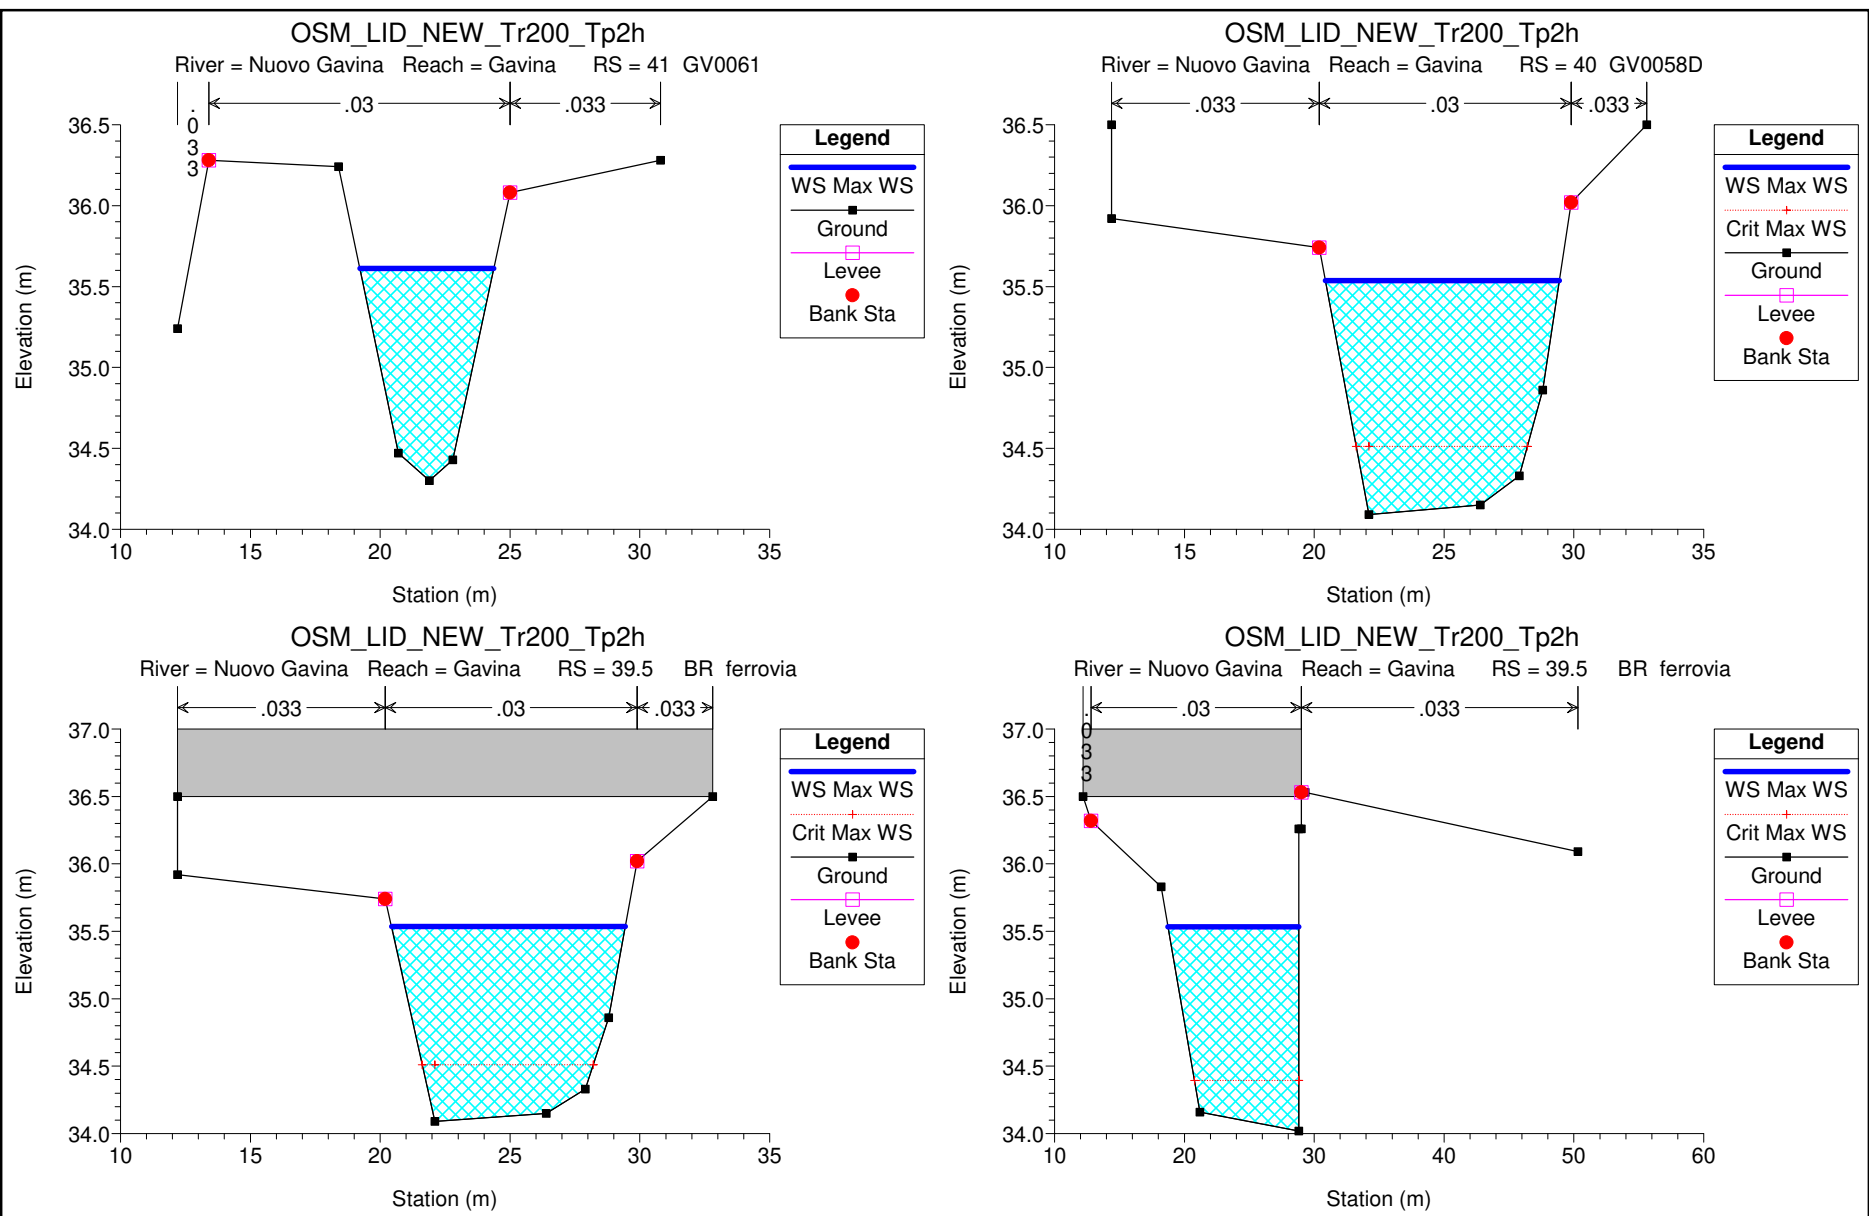 OSM_LID_NEW_Tr200_Tp2h
River = Nuovo Gavina Reach = Gavina RS = 41 GV0061
.033
.03
.033
36.5
36.0
35.5
35.0
34.5
34.0
10 15 20 25 30 35
Station (m)
Elevation (m)
Legend
WS Max WS
Ground
Levee
Bank Sta
OSM_LID_NEW_Tr200_Tp2h
River = Nuovo Gavina Reach = Gavina RS = 40 GV0058D
.033
.03
.033
36.5
36.0
35.5
35.0
34.5
34.0
10 15 20 25 30 35
Station (m)
Elevation (m)
Legend
WS Max WS
Crit Max WS
Ground
Levee
Bank Sta
OSM_LID_NEW_Tr200_Tp2h
River = Nuovo Gavina Reach = Gavina RS = 39.5 BR ferrovia
.033
.03
.033
37.0
36.5
36.0
35.5
35.0
34.5
34.0
10 15 20 25 30 35
Station (m)
Elevation (m)
Legend
WS Max WS
Crit Max WS
Ground
Levee
Bank Sta
OSM_LID_NEW_Tr200_Tp2h
River = Nuovo Gavina Reach = Gavina RS = 39.5 BR ferrovia
.033
.03
.033
37.0
36.5
36.0
35.5
35.0
34.5
34.0
10 20 30 40 50 60
Station (m)
Elevation (m)
Legend
WS Max WS
Crit Max WS
Ground
Levee
Bank Sta